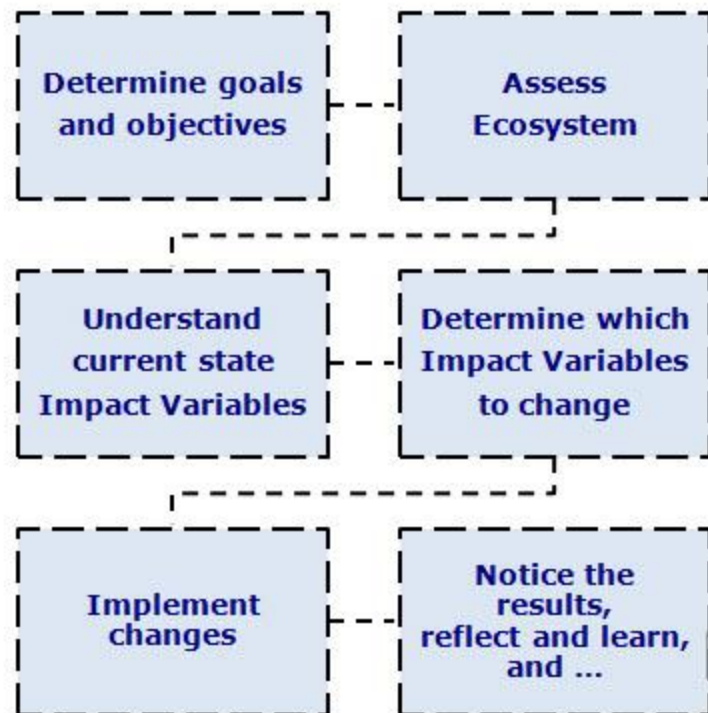 Determine goals
and objectives
Assess
Ecosystem
Understand
current state
Impact Variables
Determine which
Impact Variables
to change
Implement
changes
Notice the
results,
reflect and learn,
and ...